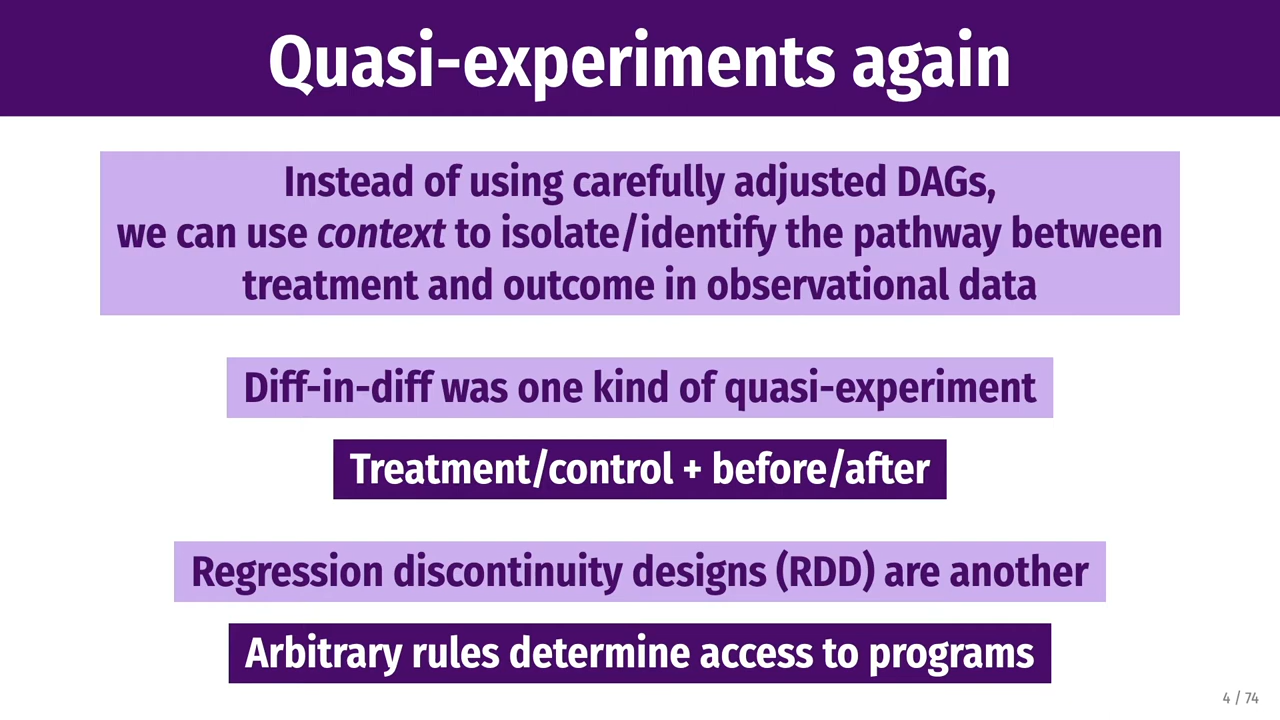 Quasi-experiments again
Instead of using carefully adjusted DAGs,
we can use context to isolate/identify the pathway between
treatment and outcome in observational data
Diff-in-diff was one kind of quasi-experiment
Treatment/control + before/after
Regression discontinuity designs (RDD) are another
Arbitrary rules determine access to programs
4 / 74